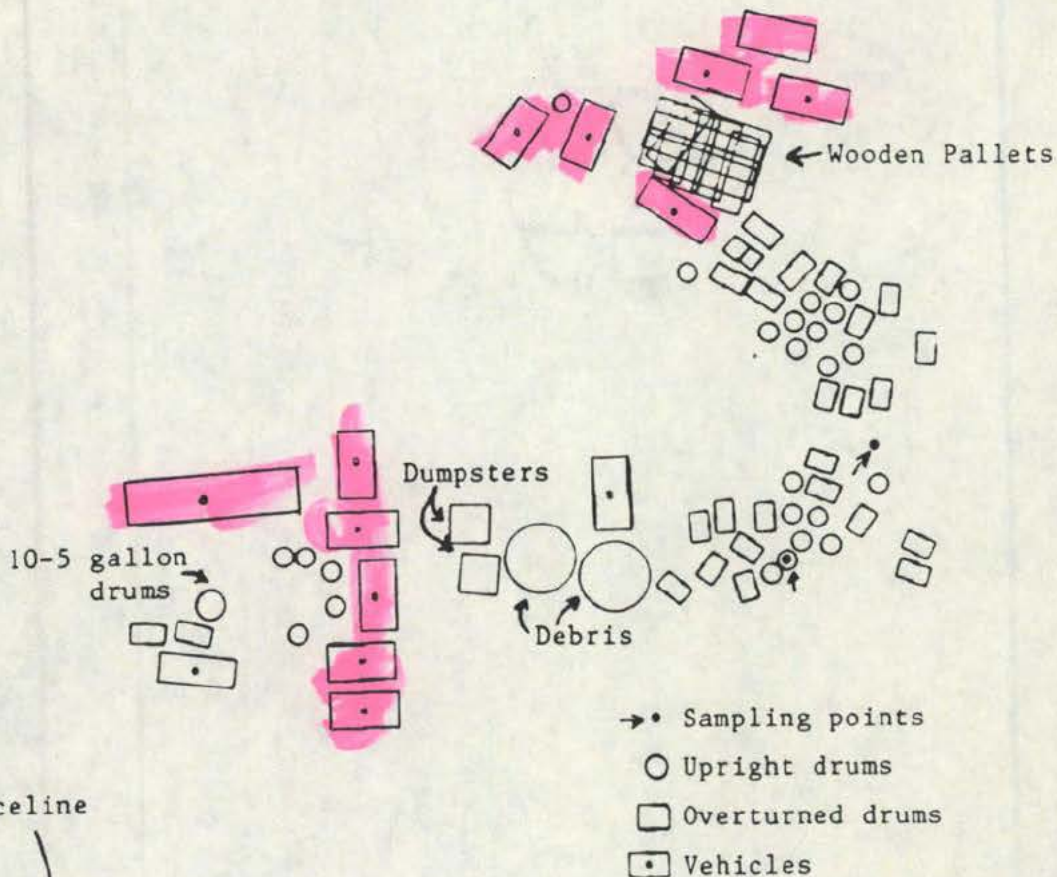 Wooden Pallets
Dumpsters
10-5 gallon
drums
Debris
Sampling points
Upright drums
Overturned drums
Vehicles